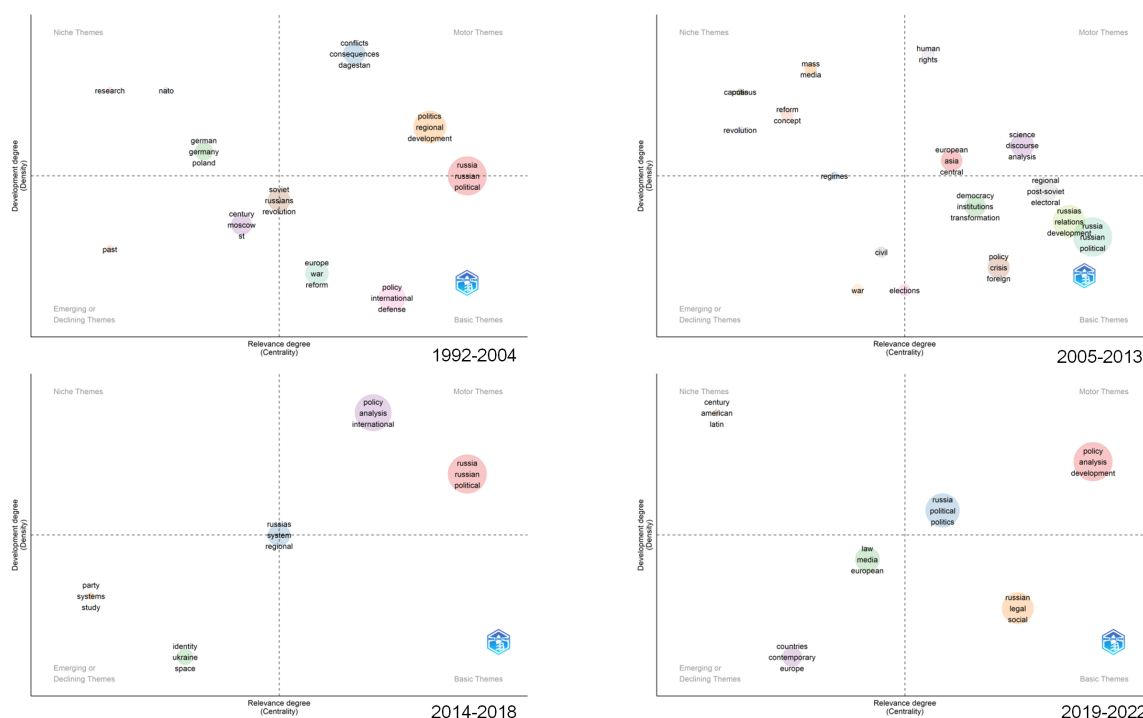 Niche Themes
Motor Themes
conflicts
consequences
dagestan
research
nato
politics
regional
development
german
germany
poland
russia
russian
political
soviet
russians
revolution
century
moscow
st
past
europe
war
reform
policy
international
defense
Emerging or
Declining Themes
Basic Themes
Development degree
(Density)
Relevance degree
(Centrality)
1992-2004
Niche Themes
Motor Themes
human
rights
mass
media
reform
concept
revolution
science
discourse
analysis
european
asia
central
regimes
regional
post-soviet
electoral
democracy
institutions
transformation
russias
relations
development
russia
russian
political
civil
policy
crisis
foreign
war
elections
Emerging or
Declining Themes
Basic Themes
Development degree
(Density)
Relevance degree
(Centrality)
2005-2013
Niche Themes
Motor Themes
policy
analysis
international
russia
russian
political
russias
system
regional
party
systems
study
identity
ukraine
space
Emerging or
Declining Themes
Basic Themes
Development degree
(Density)
Relevance degree
(Centrality)
2014-2018
Niche Themes
Motor Themes
century
american
latin
policy
analysis
development
russia
political
politics
law
media
european
russian
legal
social
countries
contemporary
europe
Emerging or
Declining Themes
Basic Themes
Development degree
(Density)
Relevance degree
(Centrality)
2019-2022